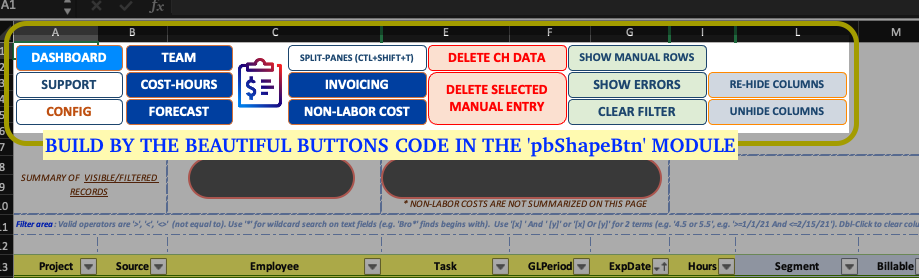 A1
fx
A B C E F G I L M
DASHBOARD TEAM SPLIT-PANES (CTL+SHIFT+T) DELETE CH DATA SHOW MANUAL ROWS
SUPPORT COST-HOURS INVOICING DELETE SELECTED MANUAL ENTRY SHOW ERRORS RE-HIDE COLUMNS
CONFIG FORECAST NON-LABOR COST CLEAR FILTER UNHIDE COLUMNS
BUILD BY THE BEAUTIFUL BUTTONS CODE IN THE 'pbShapeBtn' MODULE
SUMMARY OF VISIBLE/FILTERED
RECORDS
* NON-LABOR COSTS ARE NOT SUMMARIZED ON THIS PAGE
Filter area : Valid operators are '>', '<', '<>' (not equal to). Use '*' for wildcard search on text fields (e.g. 'Bro*' finds begins with). Use '[x] ' And ' [y]' or '[x] Or [y]' for 2 terms (e.g. '4.5 or 5.5', e.g. '>=1/1/21 And <=2/15/21'). Dbl-Click to clear colu
12
13 Project Source Employee Task GLPeriod ExpDate Hours Segment Billable